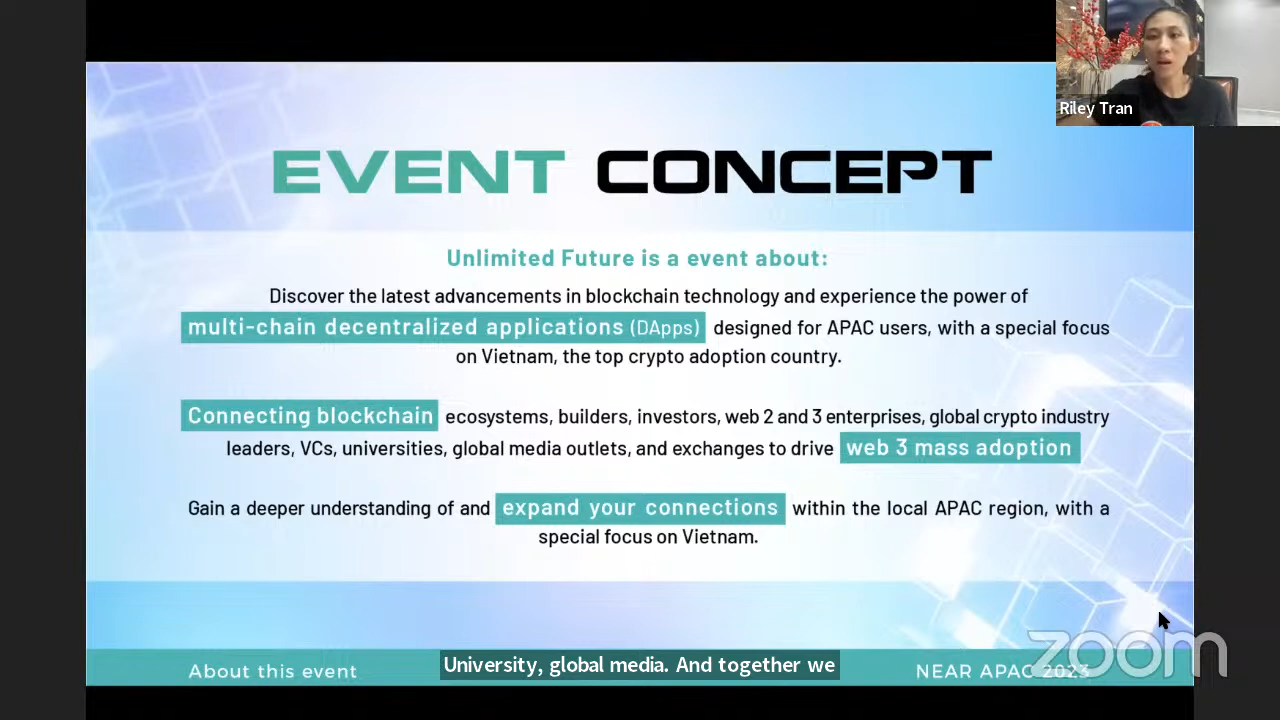 Riley Tran
EVENT CONCEPT
Unlimited Future is a event about:
Discover the latest advancements in blockchain technology and experience the power of
multi-chain decentralized applications (DApps) designed for APAC users, with a special focus
on Vietnam, the top crypto adoption country.
Connecting blockchain ecosystems, builders, investors, web 2 and 3 enterprises, global crypto industry
leaders, VCs, universities, global media outlets, and exchanges to drive web 3 mass adoption
Gain a deeper understanding of and expand your connections within the local APAC region, with a
special focus on Vietnam.
About this event
University, global media. And together we
NEAR APAC 2023
zoom